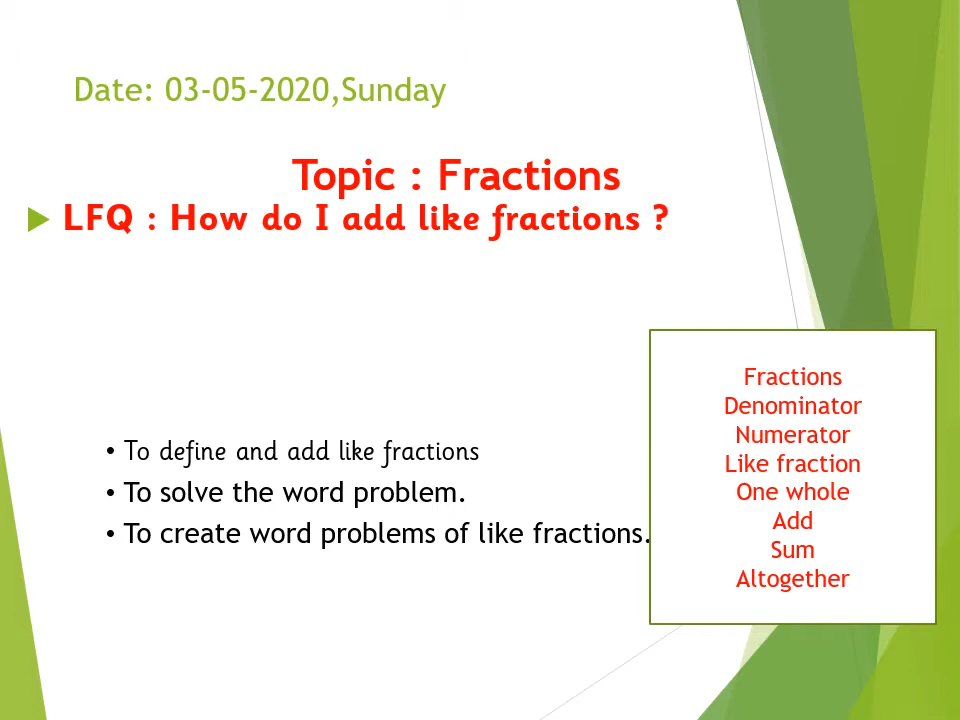 Date: 03-05-2020,Sunday
Topic : Fractions
LFQ : How do I add like fractions ?
• To define and add like fractions
• To solve the word problem.
• To create word problems of like fractions.
Fractions
Denominator
Numerator
Like fraction
One whole
Add
Sum
Altogether